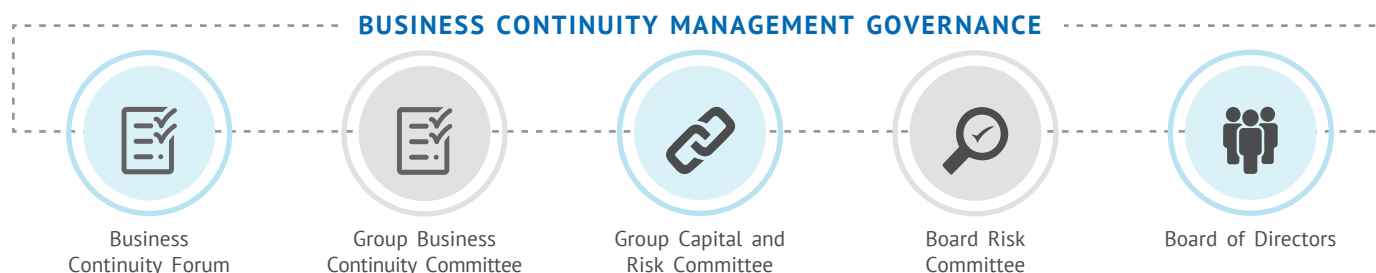 BUSINESS CONTINUITY MANAGEMENT GOVERNANCE
Business
Continuity Forum
Group Business
Continuity Committee
Group Capital and
Risk Committee
Board Risk
Committee
Board of Directors